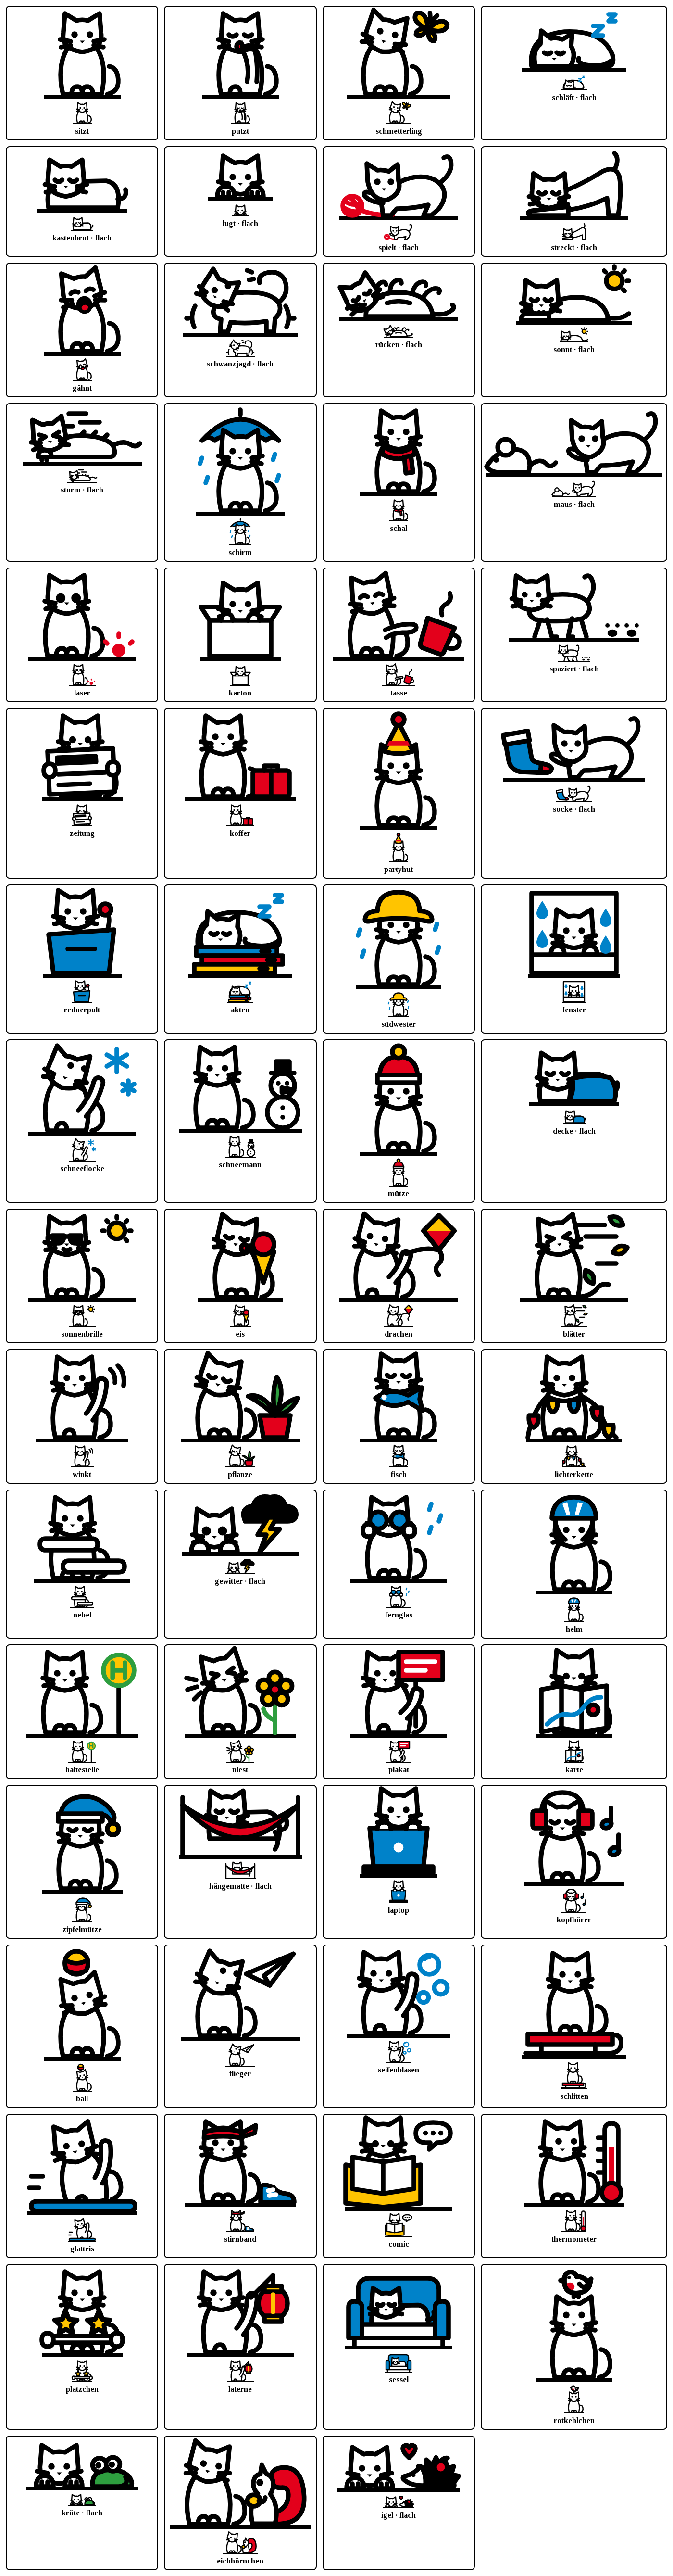 sitzt
putzt
schmetterling
schläft · flach
kastenbrot · flach
lugt · flach
spielt · flach
streckt · flach
gähnt
schwanzjagd · flach
rücken · flach
sonnt · flach
sturm · flach
schirm
schal
maus · flach
laser
karton
tasse
spaziert · flach
zeitung
koffer
partyhut
socke · flach
rednerpult
akten
südwester
fenster
schneeflocke
schneemann
mütze
decke · flach
sonnenbrille
eis
drachen
blätter
winkt
pflanze
fisch
lichterkette
nebel
gewitter · flach
fernglas
helm
H
haltestelle
niest
plakat
karte
zipfelmütze
hängematte · flach
laptop
kopfhörer
ball
flieger
seifenblasen
schlitten
glatteis
stirnband
comic
thermometer
plätzchen
laterne
sessel
rotkehlchen
kröte · flach
eichhörnchen
igel · flach